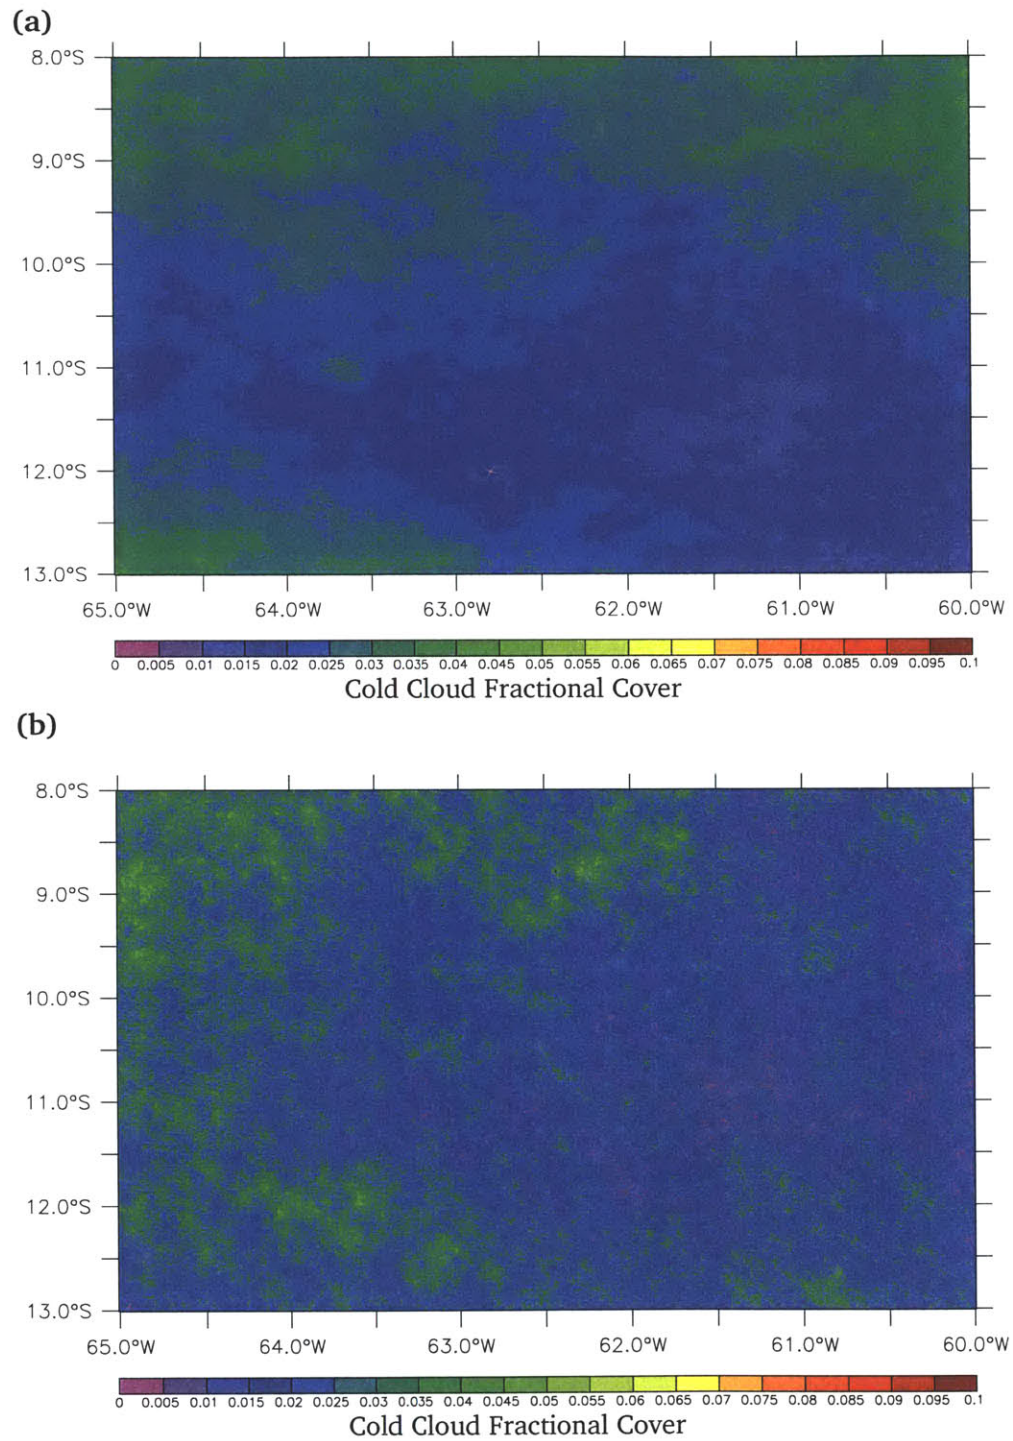 (a)
8.0°S
9.0°S
10.0°S
11.0°S
12.0°S
13.0°S
65.0°W 64.0°W 63.0°W 62.0°W 61.0°W 60.0°W
0 0.005 0.01 0.015 0.02 0.025 0.03 0.035 0.04 0.045 0.05 0.055 0.06 0.065 0.07 0.075 0.08 0.085 0.09 0.095 0.1
Cold Cloud Fractional Cover
(b)
8.0°S
9.0°S
10.0°S
11.0°S
12.0°S
13.0°S
65.0°W 64.0°W 63.0°W 62.0°W 61.0°W 60.0°W
0 0.005 0.01 0.015 0.02 0.025 0.03 0.035 0.04 0.045 0.05 0.055 0.06 0.065 0.07 0.075 0.08 0.085 0.09 0.095 0.1
Cold Cloud Fractional Cover